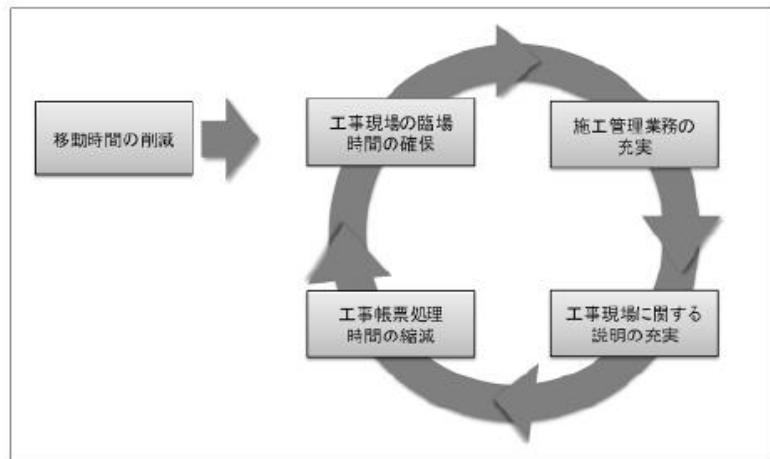 移動時間の削減
工事現場の臨場
時間の確保
施工管理業務の
充実
工事帳票処理
時間の縮減
工事現場に関する
説明の充実